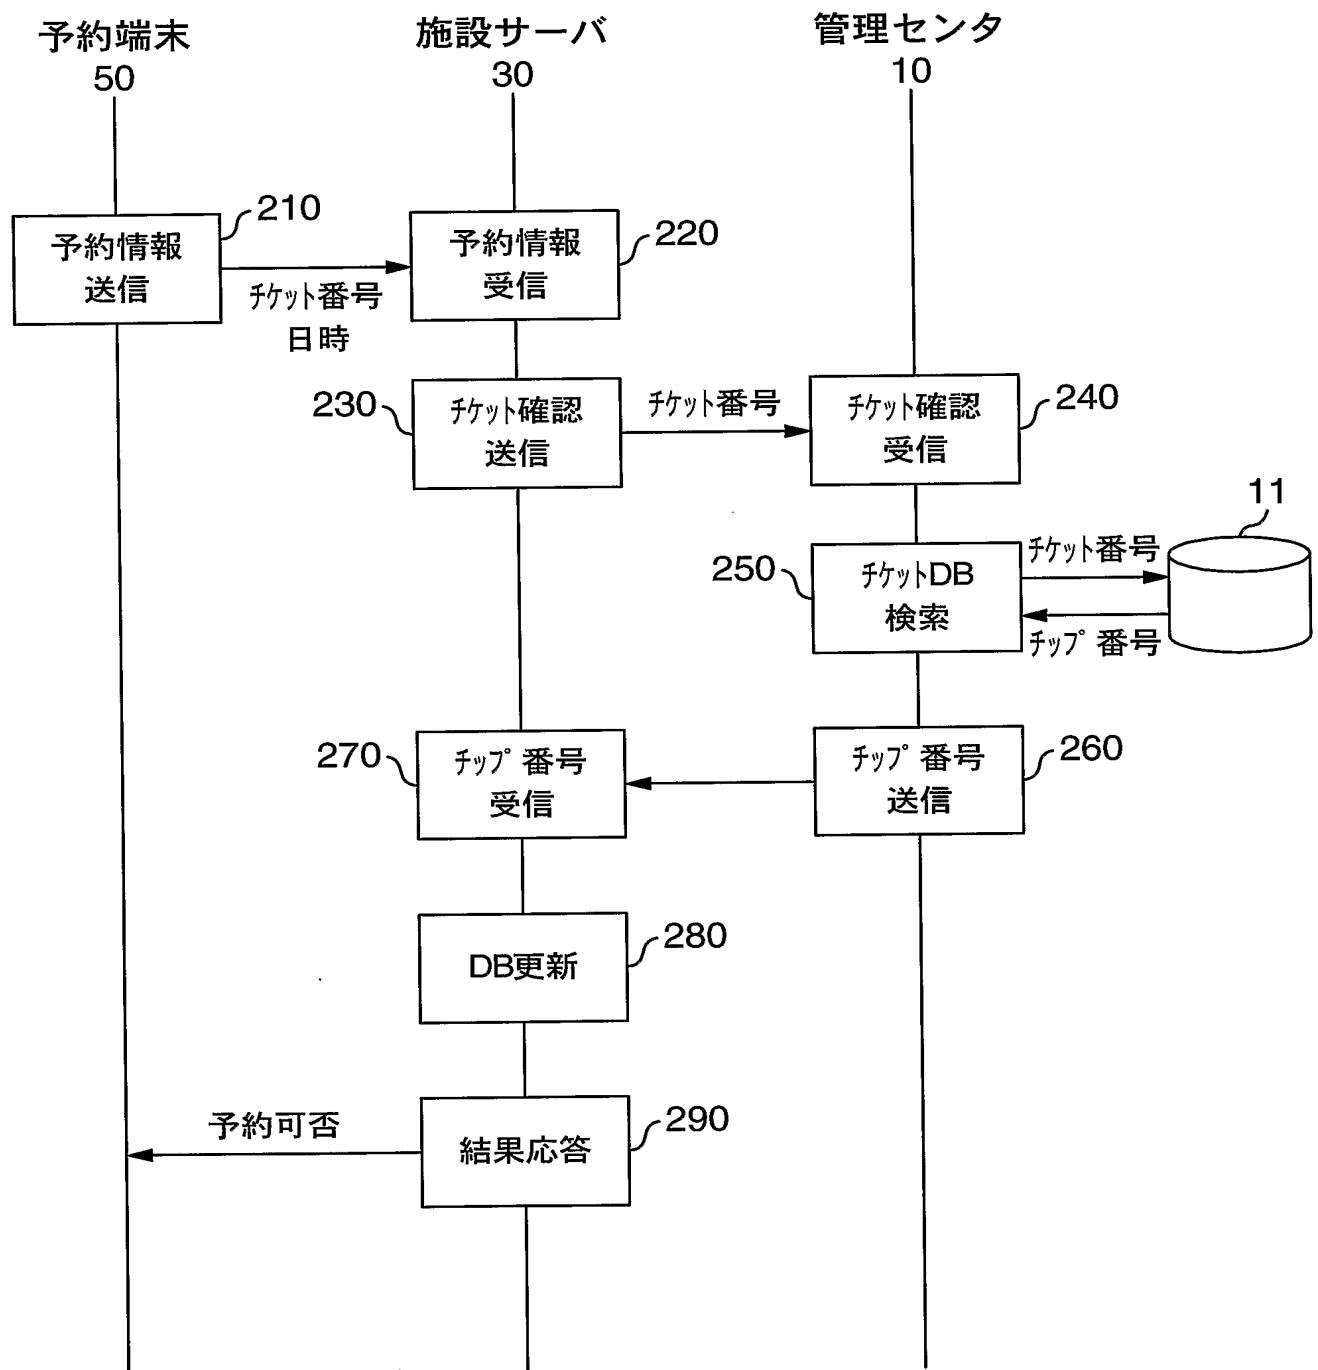 予約端末
50
施設サーバ
30
管理センタ
10
予約情報
送信
210
チケット番号
日時
予約情報
受信
220
230
チケット確認
送信
チケット番号
チケット確認
受信
240
250
チケットDB
検索
チケット番号
チップ番号
11
270
チップ番号
受信
チップ番号
送信
260
DB更新
280
予約可否
結果応答
290